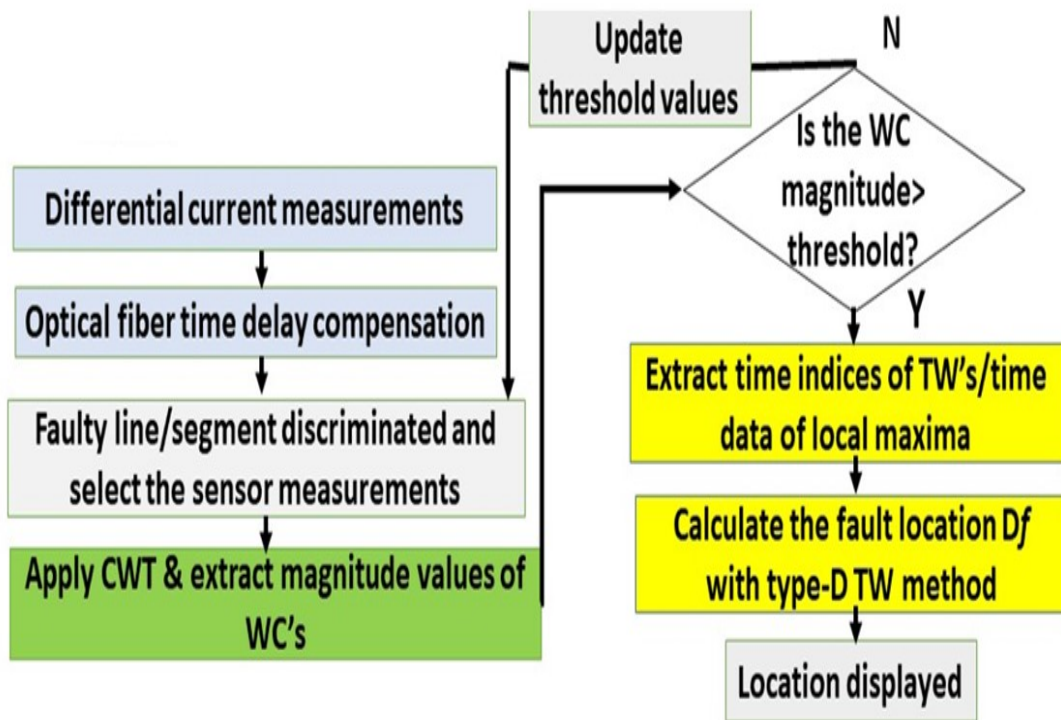 Differential current measurements
Optical fiber time delay compensation
Faulty line/segment discriminated and
select the sensor measurements
Apply CWT & extract magnitude values of
WC's
Update
threshold values
N
Is the WC
magnitude>
threshold?
Y
Extract time indices of TW's/time
data of local maxima
Calculate the fault location Df
with type-D TW method
Location displayed